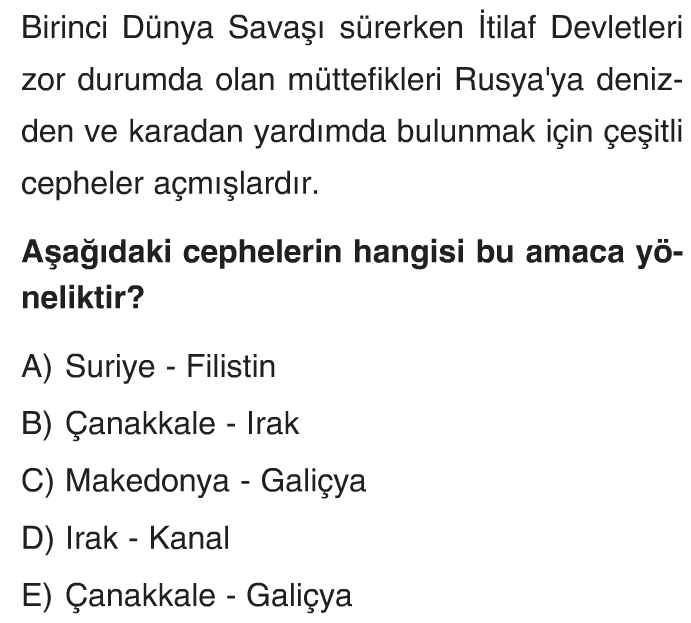 Birinci Dünya Savaşı sürerken İtilaf Devletleri
zor durumda olan müttefikleri Rusya'ya deniz-
den ve karadan yardımda bulunmak için çeşitli
cepheler açmışlardır.
Aşağıdaki cephelerin hangisi bu amaca yö-
neliktir?
A) Suriye - Filistin
B) Çanakkale - Irak
C) Makedonya - Galiçya
D) Irak - Kanal
E) Çanakkale - Galiçya